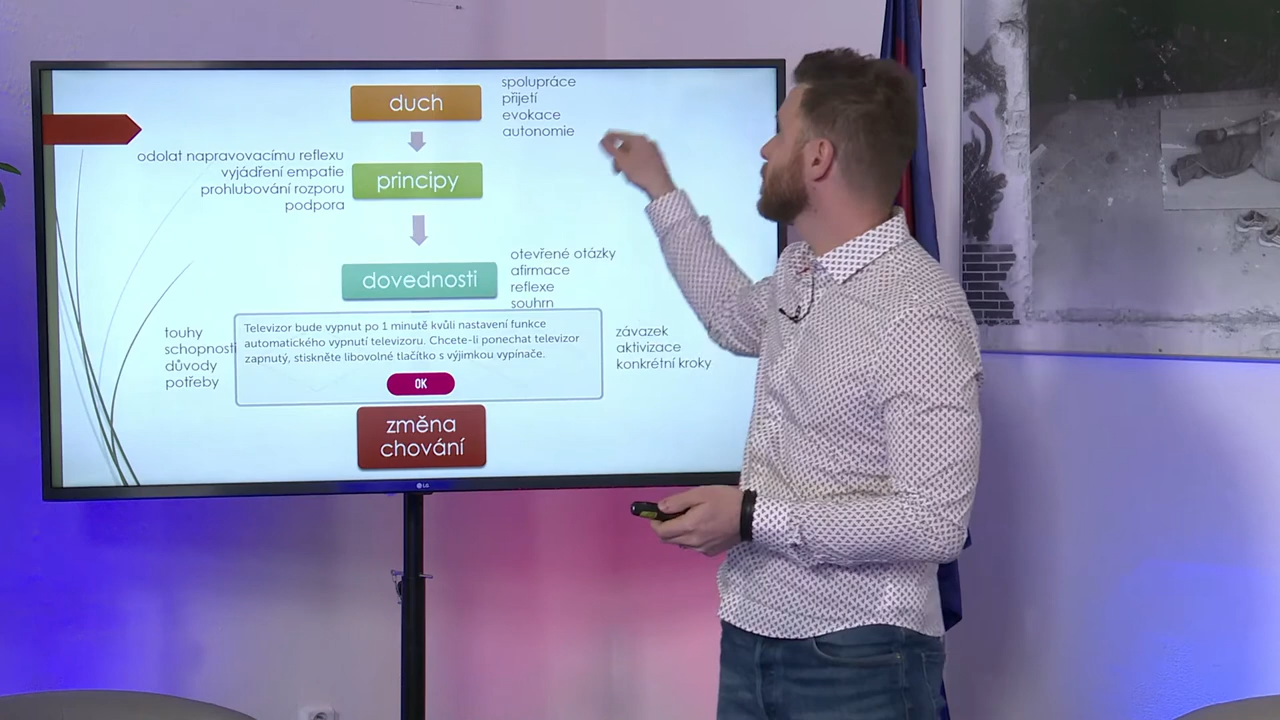 duch
spolupráce
přijetí
evokace
autonomie
odolat napravovacímu reflexu
vyjádření empatie
prohlubování rozporu
podpora
principy
dovednosti
otevřené otázky
afirmace
reflexe
souhrn
touhy
schopnosti
důvody
potřeby
Televizor bude vypnut po 1 minutě kvůli nastavení funkce
automatického vypnutí televizoru. Chcete-li ponechat televizor
zapnutý, stiskněte libovolné tlačítko s výjimkou vypínače.
OK
závazek
aktivizace
konkrétní kroky
změna
chování
LG